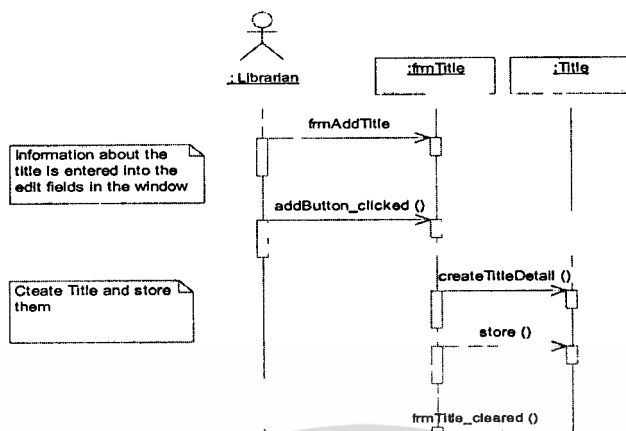 : Librarian
:frmTitle
:Title
frmAddTitle
Information about the
title is entered into the
edit fields in the window
addButton_clicked ()
createTitleDetail ()
Cteate Title and store
them
store ()
frmTitle_cleared ()